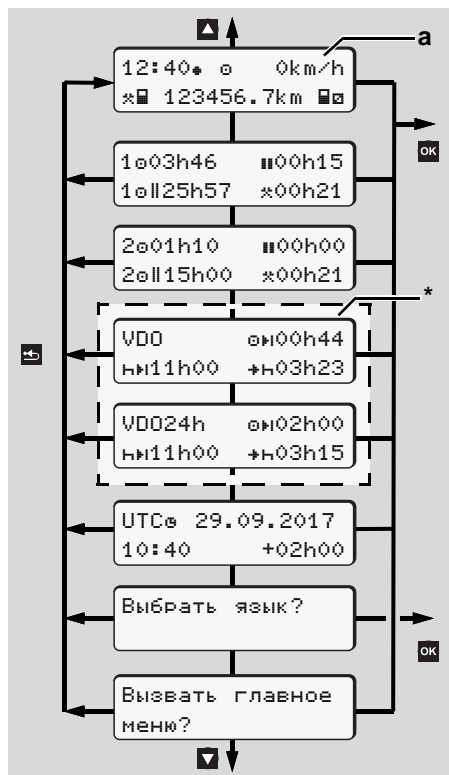 a
12:40 0km/h
123456.7km
OK
1 03h46 00h15
1 25h57 00h21
2 01h10 00h00
2 15h00 00h21
*
VDO 00h44
11h00 03h23
VDO24h 02h00
11h00 03h15
UTC 29.09.2017
10:40 +02h00
Выбрать язык?
OK
Вызвать главное
меню?